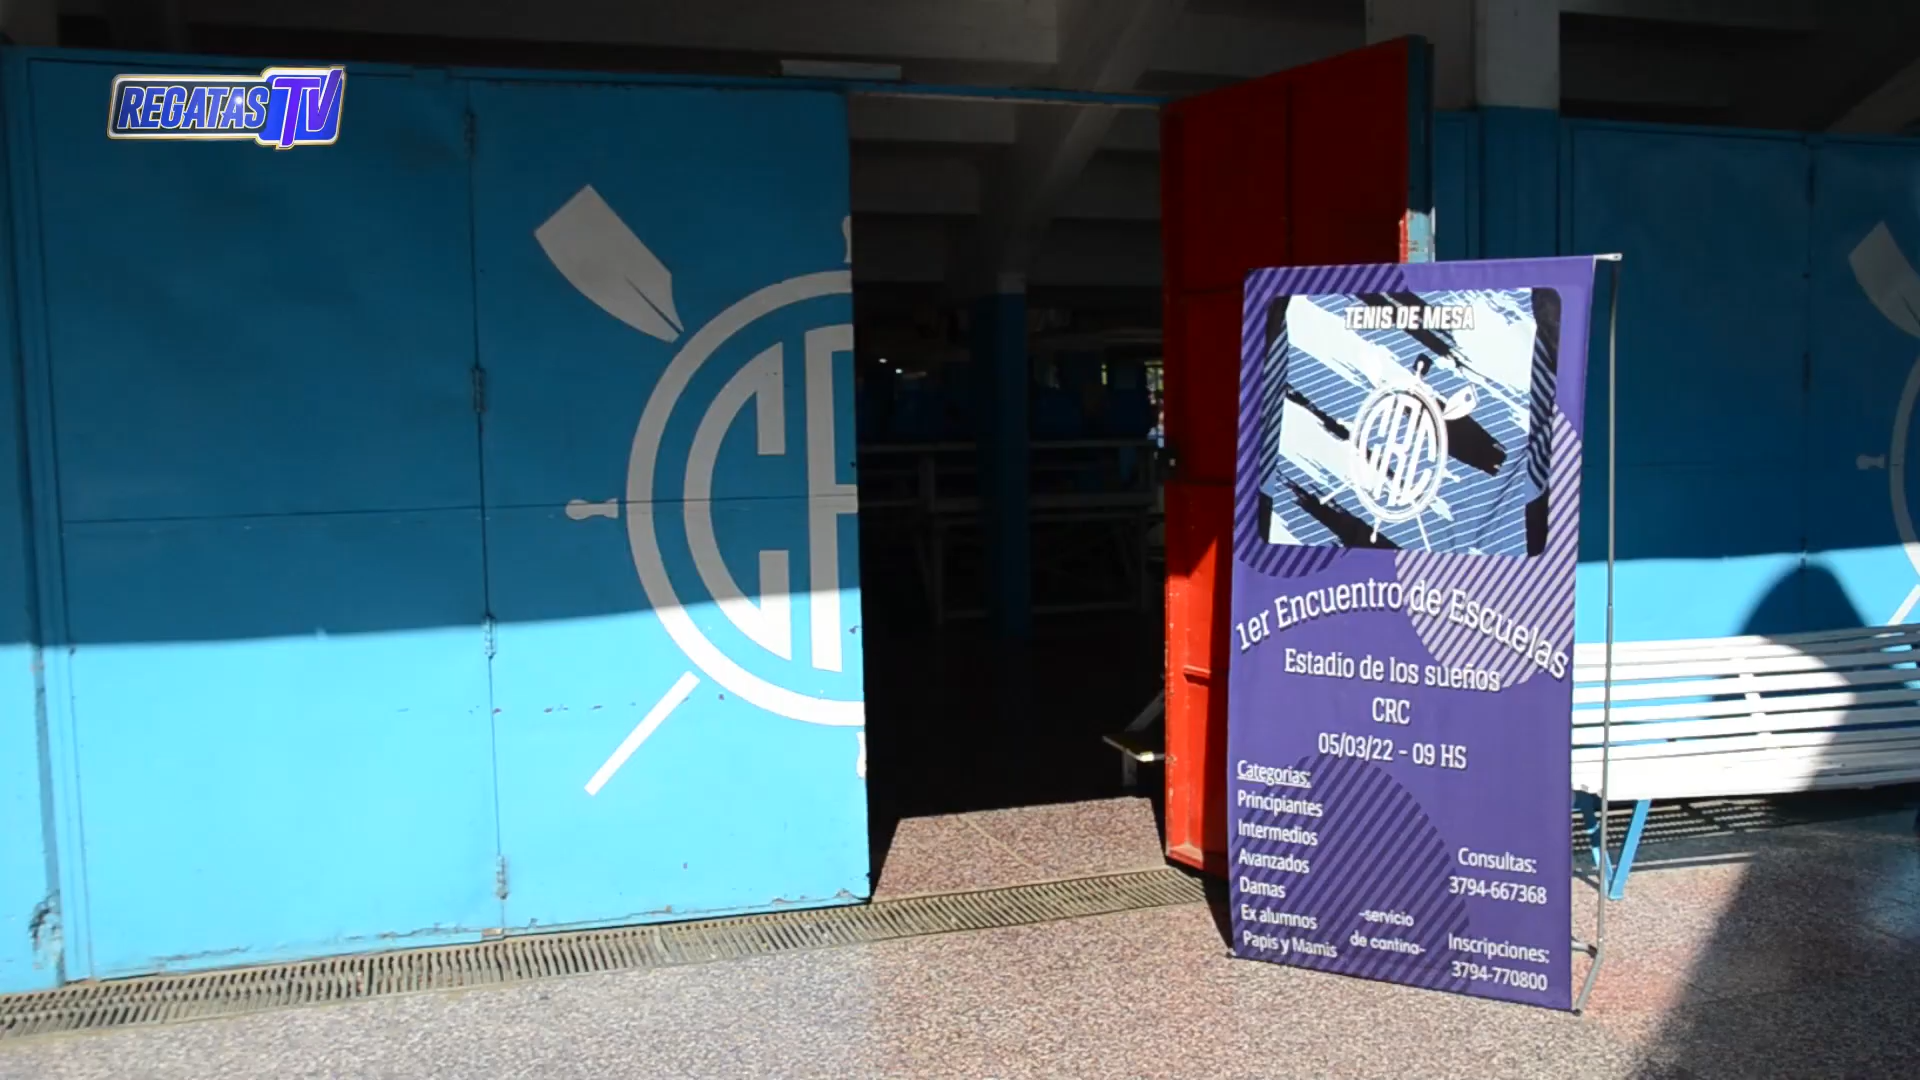 REGATAS TV
CR
TENIS DE MESA
CRC
1er Encuentro de Escuelas
Estadio de los sueños
CRC
05/03/22 - 09 HS
Categorias:
Principiantes
Intermedios
Avanzados
Damas
Ex alumnos
Papis y Mamis
-servicio
de cantina-
Consultas:
3794-667368
Inscripciones:
3794-770800